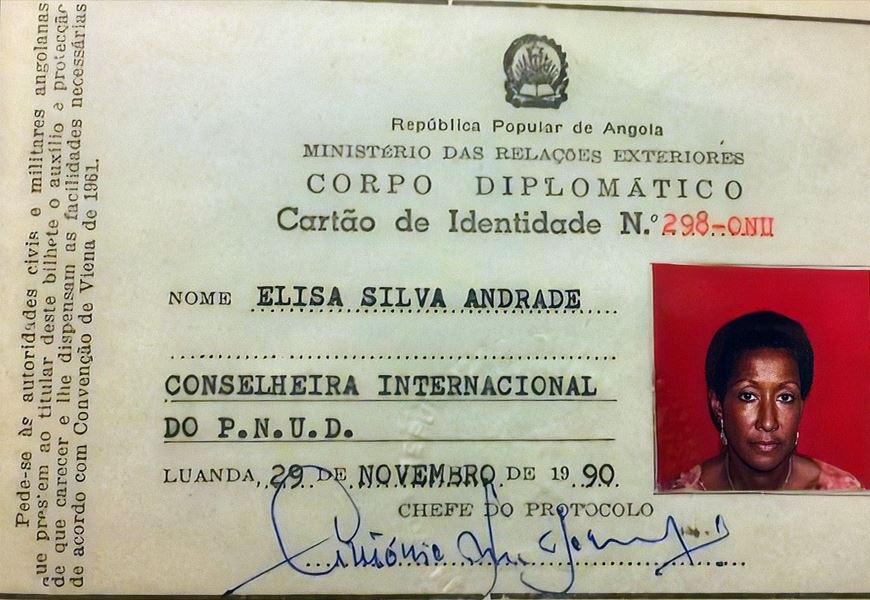 República Popular de Angola
MINISTÉRIO DAS RELAÇÕES EXTERIORES
CORPO DIPLOMÁTICO
Cartão de Identidade N.º 298-ONU
NOME ELISA SILVA ANDRADE
CONSELHEIRA INTERNACIONAL
DO P.N.U.D.
LUANDA, 29 DE NOVEMBRO DE 1990.
CHEFE DO PROTOCOLO
Pede-se às autoridades civis e militares angolanas
que prestem ao titular deste bilhete o auxílio e protecção
de que carecer e lhe dispensam as facilidades necessárias
de acordo com Convenção de Viena de 1961.